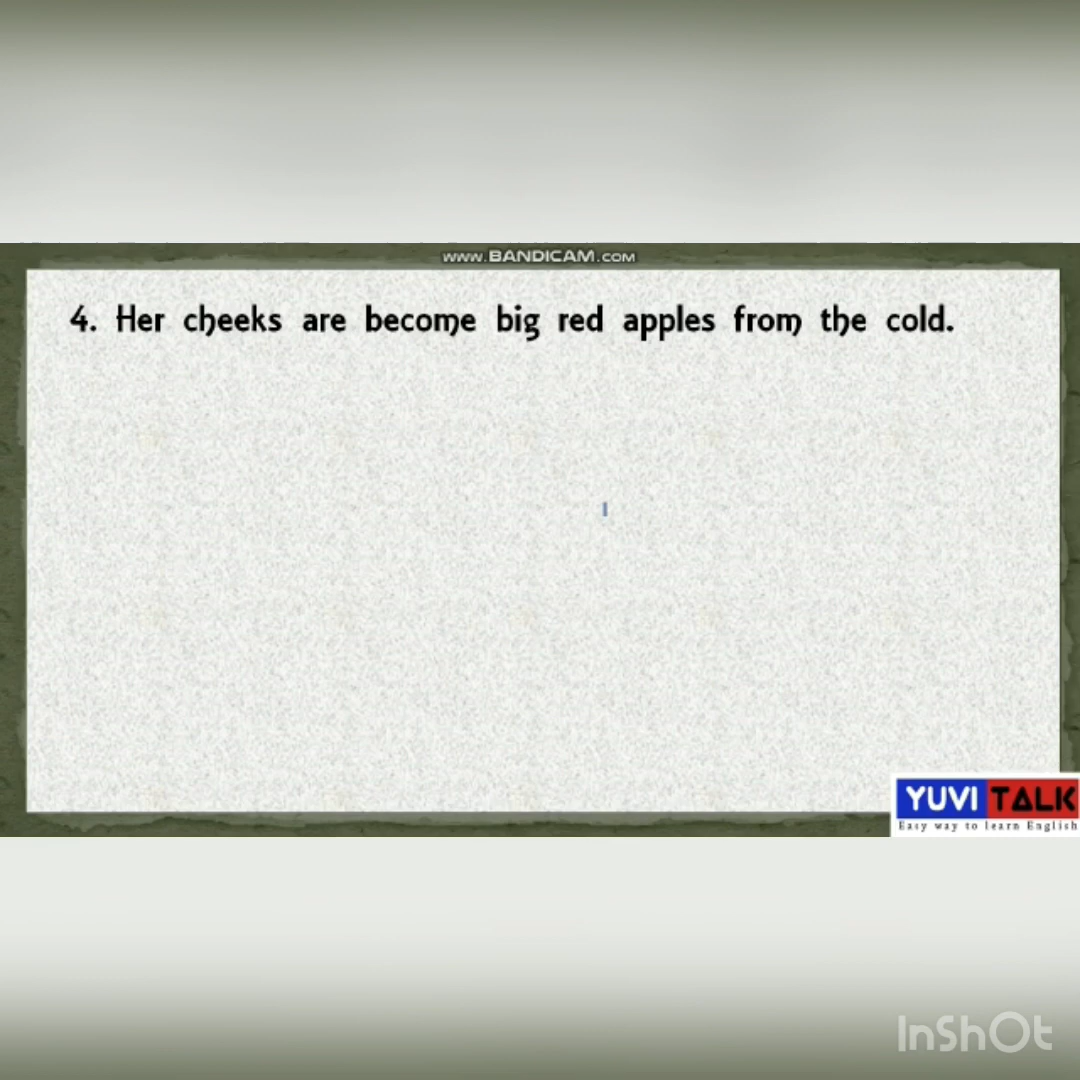 www.BANDICAM.com
4. Her cheeks are become big red apples from the cold.
YUVI TALK
Easy way to learn English
InShOt